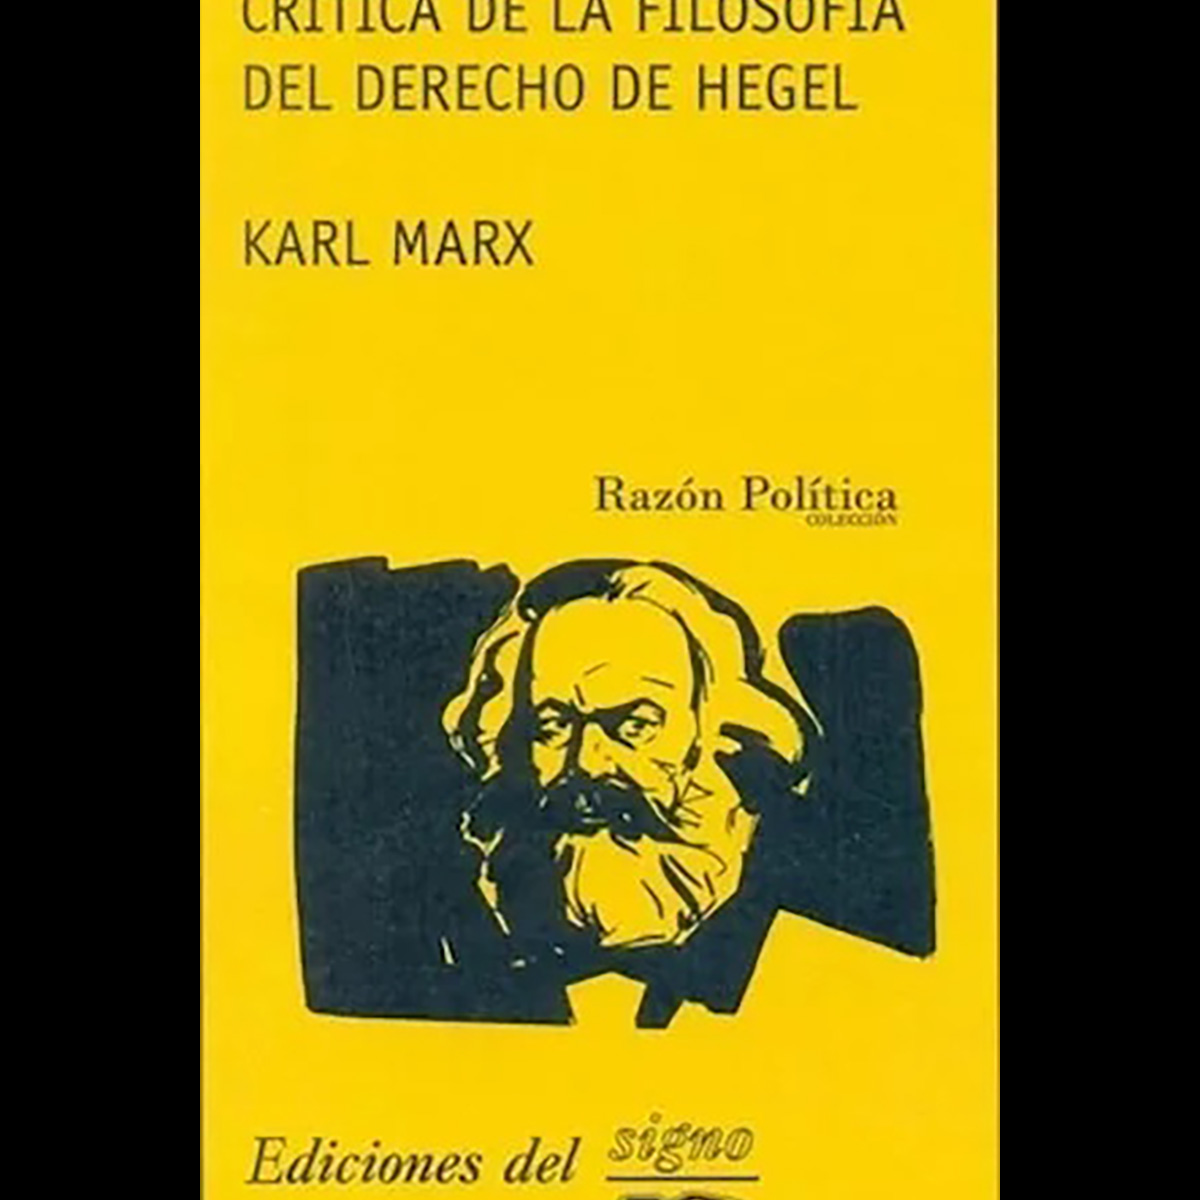 CRÍTICA DE LA FILOSOFÍA
DEL DERECHO DE HEGEL
KARL MARX
Razón Política
COLECCIÓN
Ediciones del signo